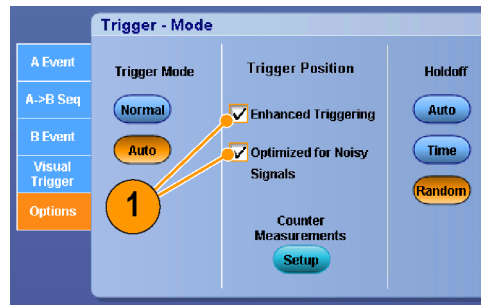 Trigger - Mode
A Event
A->B Seq
B Event
Visual
Trigger
Options
Trigger Mode
Normal
Auto
1
Trigger Position
Enhanced Triggering
Optimized for Noisy
Signals
Counter
Measurements
Setup
Holdoff
Auto
Time
Random